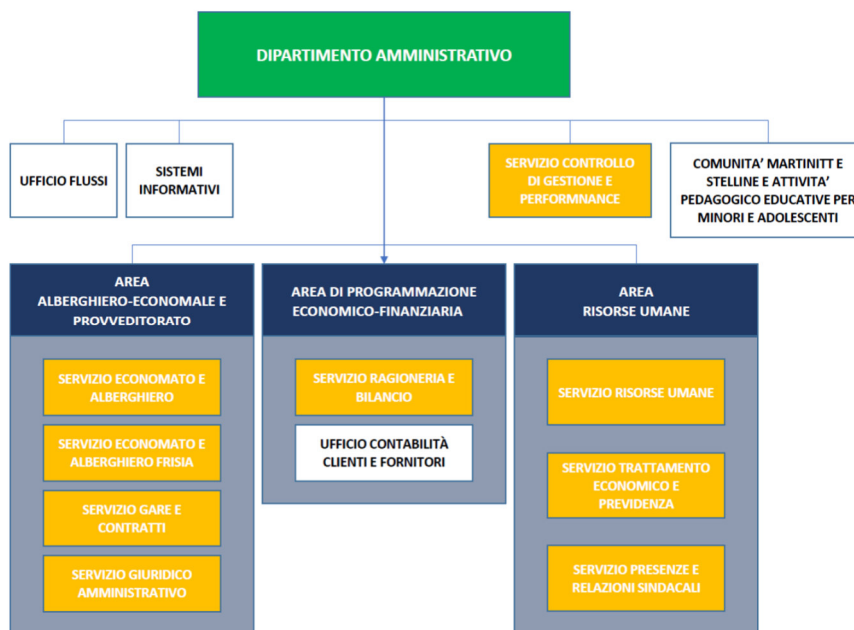 DIPARTIMENTO AMMINISTRATIVO
UFFICIO FLUSSI
SISTEMI
INFORMATIVI
SERVIZIO CONTROLLO
DI GESTIONE E
PERFORMNANCE
COMUNITA’ MARTINITT E
STELLINE E ATTIVITA’
PEDAGOGICO EDUCATIVE PER
MINORI E ADOLESCENTI
AREA
ALBERGHIERO-ECONOMALE E
PROVVEDITORATO
SERVIZIO ECONOMATO E
ALBERGHIERO
SERVIZIO ECONOMATO E
ALBERGHIERO FRISIA
SERVIZIO GARE E
CONTRATTI
SERVIZIO GIURIDICO
AMMINISTRATIVO
AREA DI PROGRAMMAZIONE
ECONOMICO-FINANZIARIA
SERVIZIO RAGIONERIA E
BILANCIO
UFFICIO CONTABILITÀ
CLIENTI E FORNITORI
AREA
RISORSE UMANE
SERVIZIO RISORSE UMANE
SERVIZIO TRATTAMENTO
ECONOMICO E
PREVIDENZA
SERVIZIO PRESENZE E
RELAZIONI SINDACALI